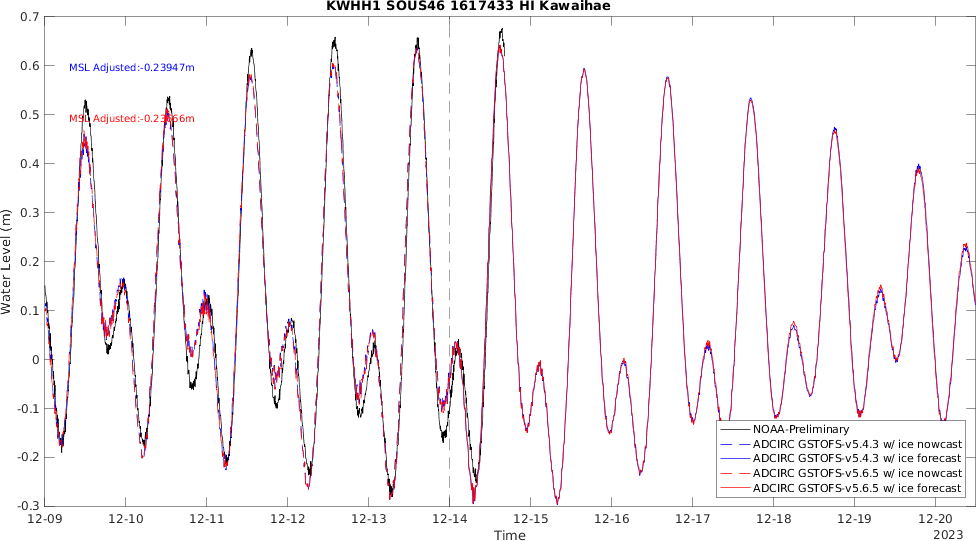 KWHH1 SOUS46 1617433 HI Kawaihae
0.7
0.6
0.5
0.4
0.3
0.2
0.1
0
-0.1
-0.2
-0.3
Water Level (m)
MSL Adjusted:-0.23947m
MSL Adjusted:
NOAA-Preliminary
ADCIRC GSTOFS-v5.4.3 w/ ice nowcast
ADCIRC GSTOFS-v5.4.3 w/ ice forecast
ADCIRC GSTOFS-v5.6.5 w/ ice nowcast
ADCIRC GSTOFS-v5.6.5 w/ ice forecast
12-09 12-10 12-11 12-12 12-13 12-14 12-15 12-16 12-17 12-18 12-19 12-20
Time
2023